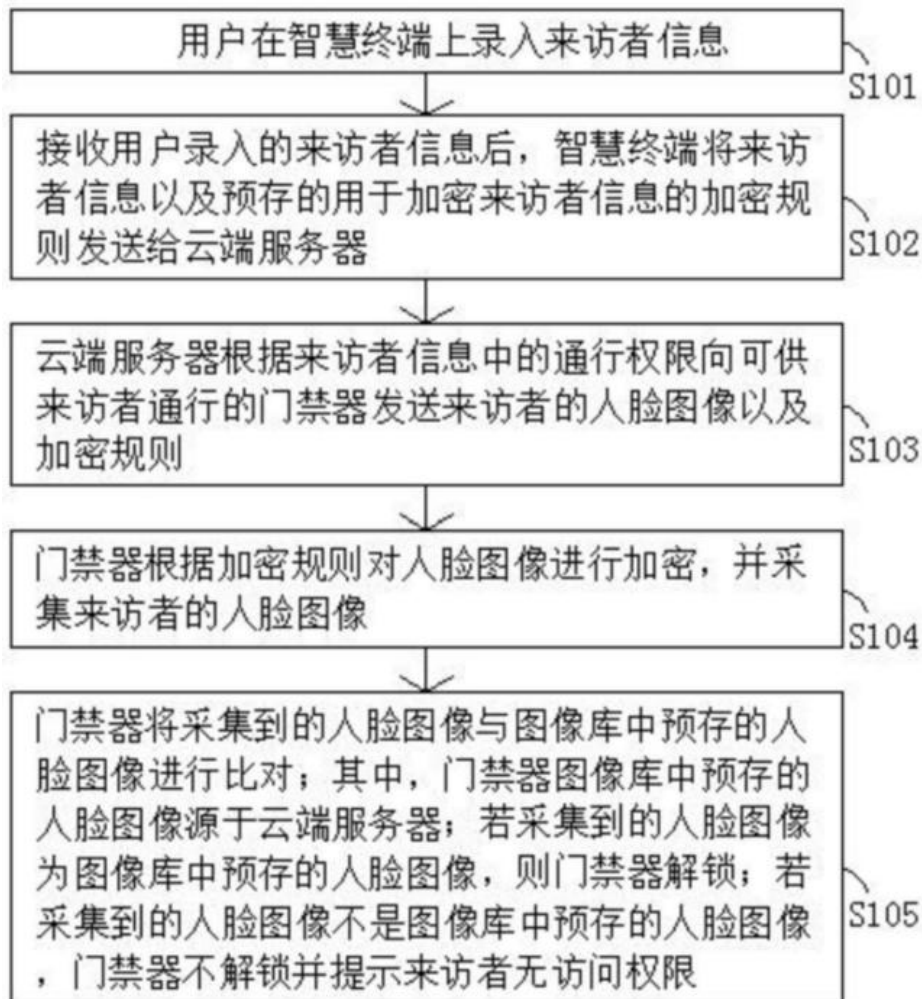 用户在智慧终端上录入来访者信息
S101
接收用户录入的来访者信息后，智慧终端将来访
者信息以及预存的用于加密来访者信息的加密规
则发送给云端服务器
S102
云端服务器根据来访者信息中的通行权限向可供
来访者通行的门禁器发送来访者的人脸图像以及
加密规则
S103
门禁器根据加密规则对人脸图像进行加密，并采
集来访者的人脸图像
S104
门禁器将采集到的人脸图像与图像库中预存的人
脸图像进行比对；其中，门禁器图像库中预存的
人脸图像源于云端服务器；若采集到的人脸图像
为图像库中预存的人脸图像，则门禁器解锁；若
采集到的人脸图像不是图像库中预存的人脸图像
，门禁器不解锁并提示来访者无访问权限
S105